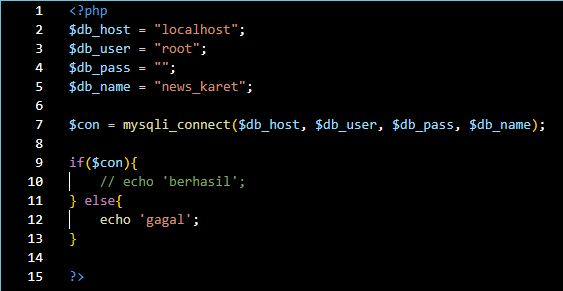 1 <?php
2 $db_host = "localhost";
3 $db_user = "root";
4 $db_pass = "";
5 $db_name = "news_karet";
6
7 $con = mysqli_connect($db_host, $db_user, $db_pass, $db_name);
8
9 if($con){
10     // echo 'berhasil';
11 } else{
12     echo 'gagal';
13 }
14
15 ?>